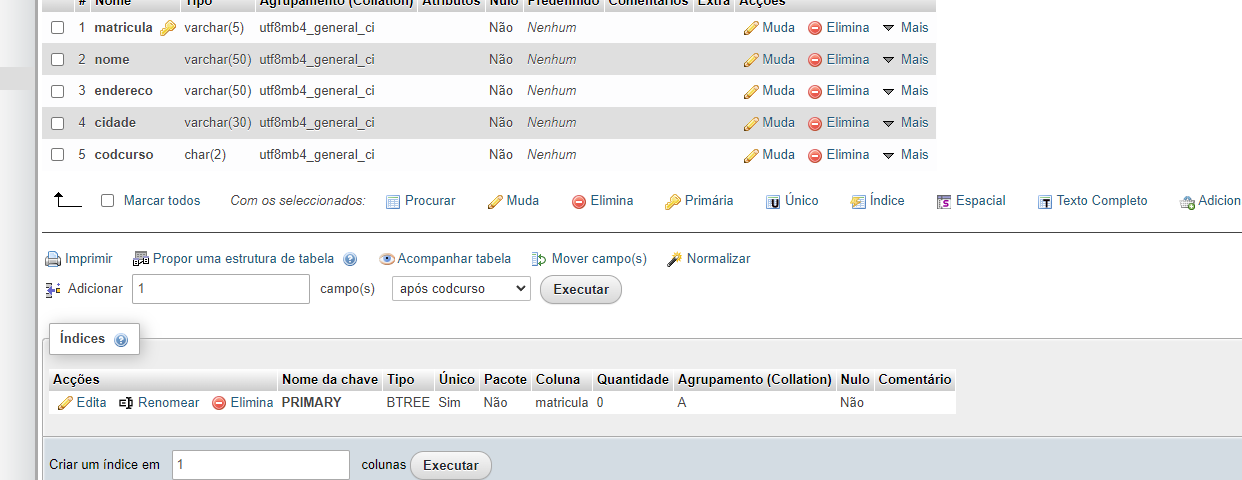 # Nome Tipo Agrupamento (Collation) Atributos Nulo Predefinido Comentários Extra Acções
1 matricula varchar(5) utf8mb4_general_ci Não Nenhum Muda Elimina Mais
2 nome varchar(50) utf8mb4_general_ci Não Nenhum Muda Elimina Mais
3 endereco varchar(50) utf8mb4_general_ci Não Nenhum Muda Elimina Mais
4 cidade varchar(30) utf8mb4_general_ci Não Nenhum Muda Elimina Mais
5 codcurso char(2) utf8mb4_general_ci Não Nenhum Muda Elimina Mais
Marcar todos Com os seleccionados: Procurar Muda Elimina Primária Único Índice Espacial Texto Completo Adicion
Imprimir Propor uma estrutura de tabela Acompanhar tabela Mover campo(s) Normalizar
Adicionar 1 campo(s) após codcurso Executar
Índices
Acções Nome da chave Tipo Único Pacote Coluna Quantidade Agrupamento (Collation) Nulo Comentário
Edita Renomear Elimina PRIMARY BTREE Sim Não matricula 0 A Não
Criar um índice em 1 colunas Executar